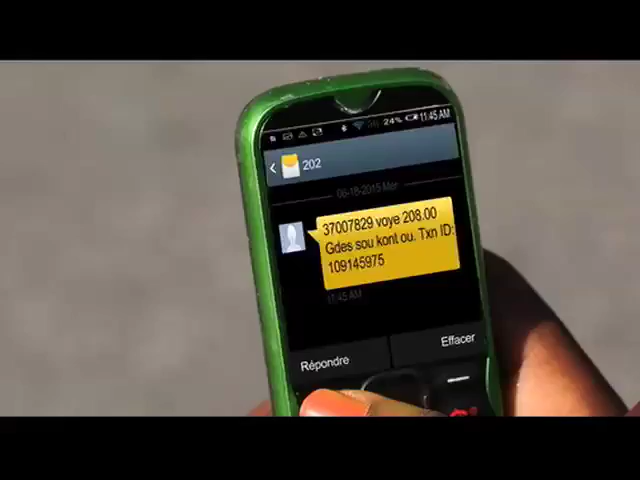 24% 11:45 AM
202
06-18-2015 Mer
37007829 voye 208.00
Gdes sou kont ou. Txn ID:
109145975
11:45 AM
Répondre Effacer